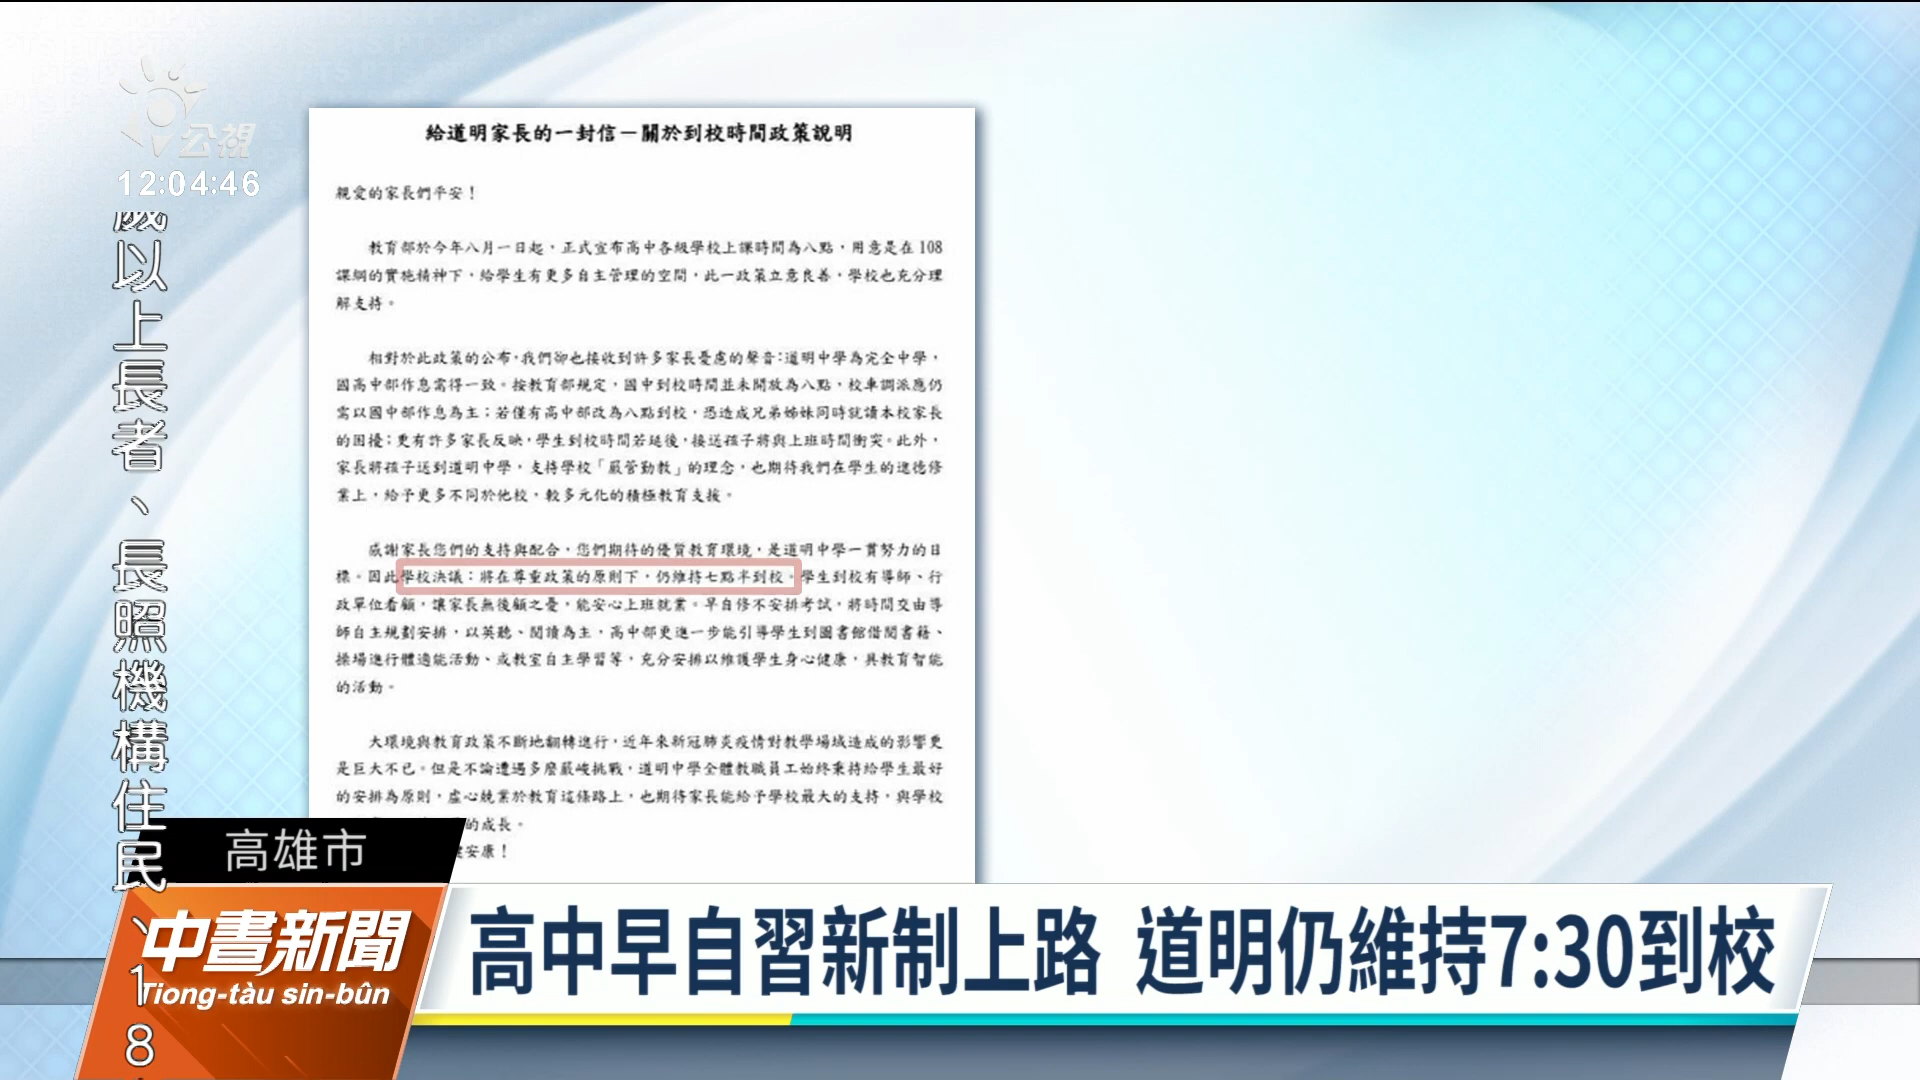 公視
12:04:46
歲以上長者、長照機構住民、18
給道明家長的一封信－關於到校時間政策說明
親愛的家長們平安！
教育部於今年八月一日起，正式宣布高中各級學校上課時間為八點，用意是在108
課綱的實施精神下，給學生有更多自主管理的空間，此一政策立意良善，學校也充分理
解支持。
相對於此政策的公布，我們卻也接收到許多家長憂慮的聲音：道明中學為完全中學，
國高中部作息需得一致。按教育部規定，國中到校時間並未開放為八點，校車調派應仍
需以國中部作息為主；若僅有高中部改為八點到校，恐造成兄弟姊妹同時就讀本校家長
的困擾；更有許多家長反映，學生到校時間若延後，接送孩子將與上班時間衝突。此外，
家長將孩子送到道明中學，支持學校「嚴管勤教」的理念，也期待我們在學生的進德修
業上，給予更多不同於他校，較多元化的積極教育支援。
感謝家長您們的支持與配合，您們期待的優質教育環境，是道明中學一貫努力的目
標。因此學校決議：將在尊重政策的原則下，仍維持七點半到校。學生到校有導師、行
政單位看顧，讓家長無後顧之憂，能安心上班就業。早自修不安排考試，將時間交由導
師自主規劃安排，以英聽、閱讀為主，高中部更進一步能引導學生到圖書館借閱書籍、
操場進行體適能活動、或教室自主學習等，充分安排以維護學生身心健康，具教育智能
的活動。
大環境與教育政策不斷地翻轉進行，近年來新冠肺炎疫情對教學場域造成的影響更
是巨大不已。但是不論遭遇多麼嚴峻挑戰，道明中學全體教職員工始終秉持給學生最好
的安排為原則，虛心兢業於教育這條路上，也期待家長能給予學校最大的支持，與學校
的成長。
安康！
高雄市
中晝新聞
Tiong-tàu sin-bûn
高中早自習新制上路 道明仍維持7:30到校